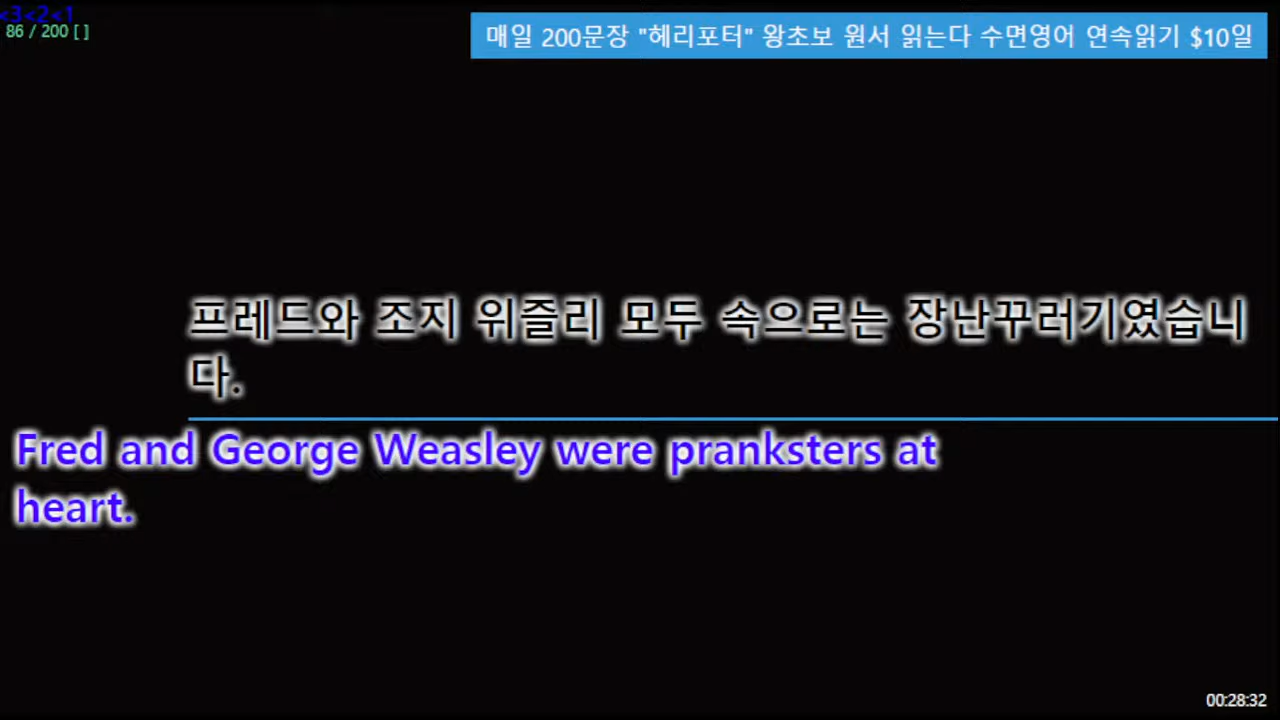 <3<2<1
86 / 200 [ ]
매일 200문장 "헤리포터" 왕초보 원서 읽는다 수면영어 연속읽기 $10일
프레드와 조지 위즐리 모두 속으로는 장난꾸러기였습니
다.
Fred and George Weasley were pranksters at
heart.
00:28:32